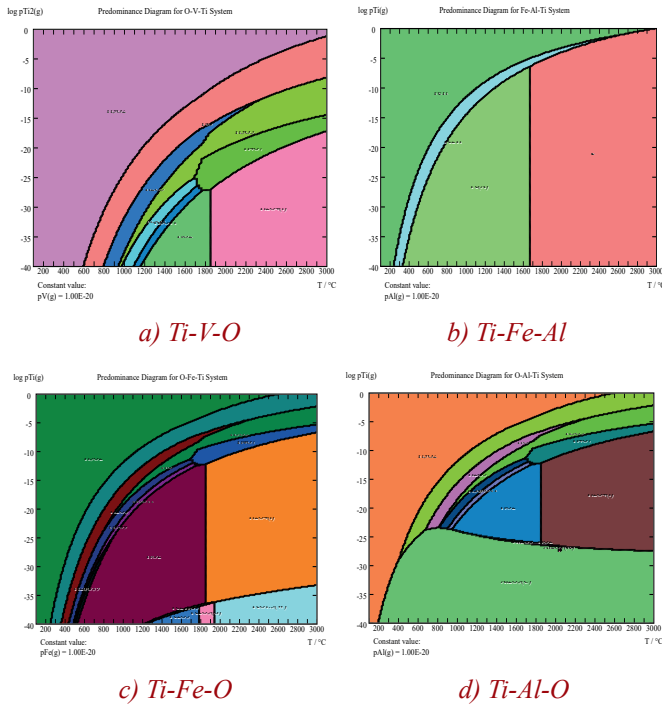 log pTi2(g) Predominance Diagram for O-V-Ti System
0
-5
-10
-15
-20
-25
-30
-35
-40
200 400 600 800 1000 1200 1400 1600 1800 2000 2200 2400 2600 2800 3000
Constant value: T / °C
pV(g) = 1.00E-20
a) Ti-V-O
log pTi(g) Predominance Diagram for Fe-Al-Ti System
0
-5
-10
-15
-20
-25
-30
-35
-40
200 400 600 800 1000 1200 1400 1600 1800 2000 2200 2400 2600 2800 3000
Constant value: T / °C
pAl(g) = 1.00E-20
b) Ti-Fe-Al
log pTi(g) Predominance Diagram for O-Fe-Ti System
0
-5
-10
-15
-20
-25
-30
-35
-40
200 400 600 800 1000 1200 1400 1600 1800 2000 2200 2400 2600 2800 3000
Constant value: T / °C
pFe(g) = 1.00E-20
c) Ti-Fe-O
log pTi(g) Predominance Diagram for O-Al-Ti System
0
-5
-10
-15
-20
-25
-30
-35
-40
200 400 600 800 1000 1200 1400 1600 1800 2000 2200 2400 2600 2800 3000
Constant value: T / °C
pAl(g) = 1.00E-20
d) Ti-Al-O